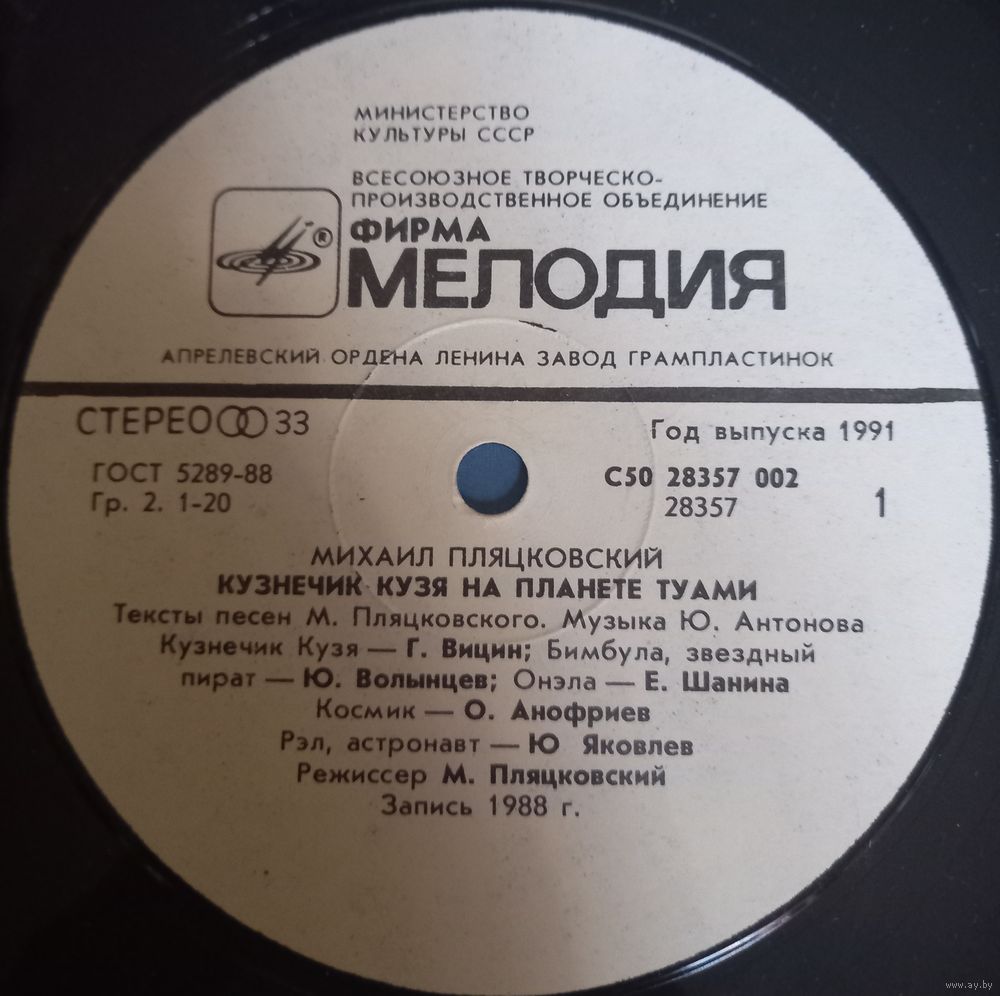 МИНИСТЕРСТВО
КУЛЬТУРЫ СССР
ВСЕСОЮЗНОЕ ТВОРЧЕСКО-
ПРОИЗВОДСТВЕННОЕ ОБЪЕДИНЕНИЕ
ФИРМА
® МЕЛОДИЯ
АПРЕЛЕВСКИЙ ОРДЕНА ЛЕНИНА ЗАВОД ГРАМПЛАСТИНОК
СТЕРЕО 33
Год выпуска 1991
ГОСТ 5289-88
С50 28357 002
Гр. 2. 1-20
28357 1
МИХАИЛ ПЛЯЦКОВСКИЙ
КУЗНЕЧИК КУЗЯ НА ПЛАНЕТЕ ТУАМИ
Тексты песен М. Пляцковского. Музыка Ю. Антонова
Кузнечик Кузя — Г. Вицин; Бимбула, звездный
пират — Ю. Волынцев; Онэла — Е. Шанина
Космик — О. Анофриев
Рэл, астронавт — Ю Яковлев
Режиссер М. Пляцковский
Запись 1988 г.
www.ay.by